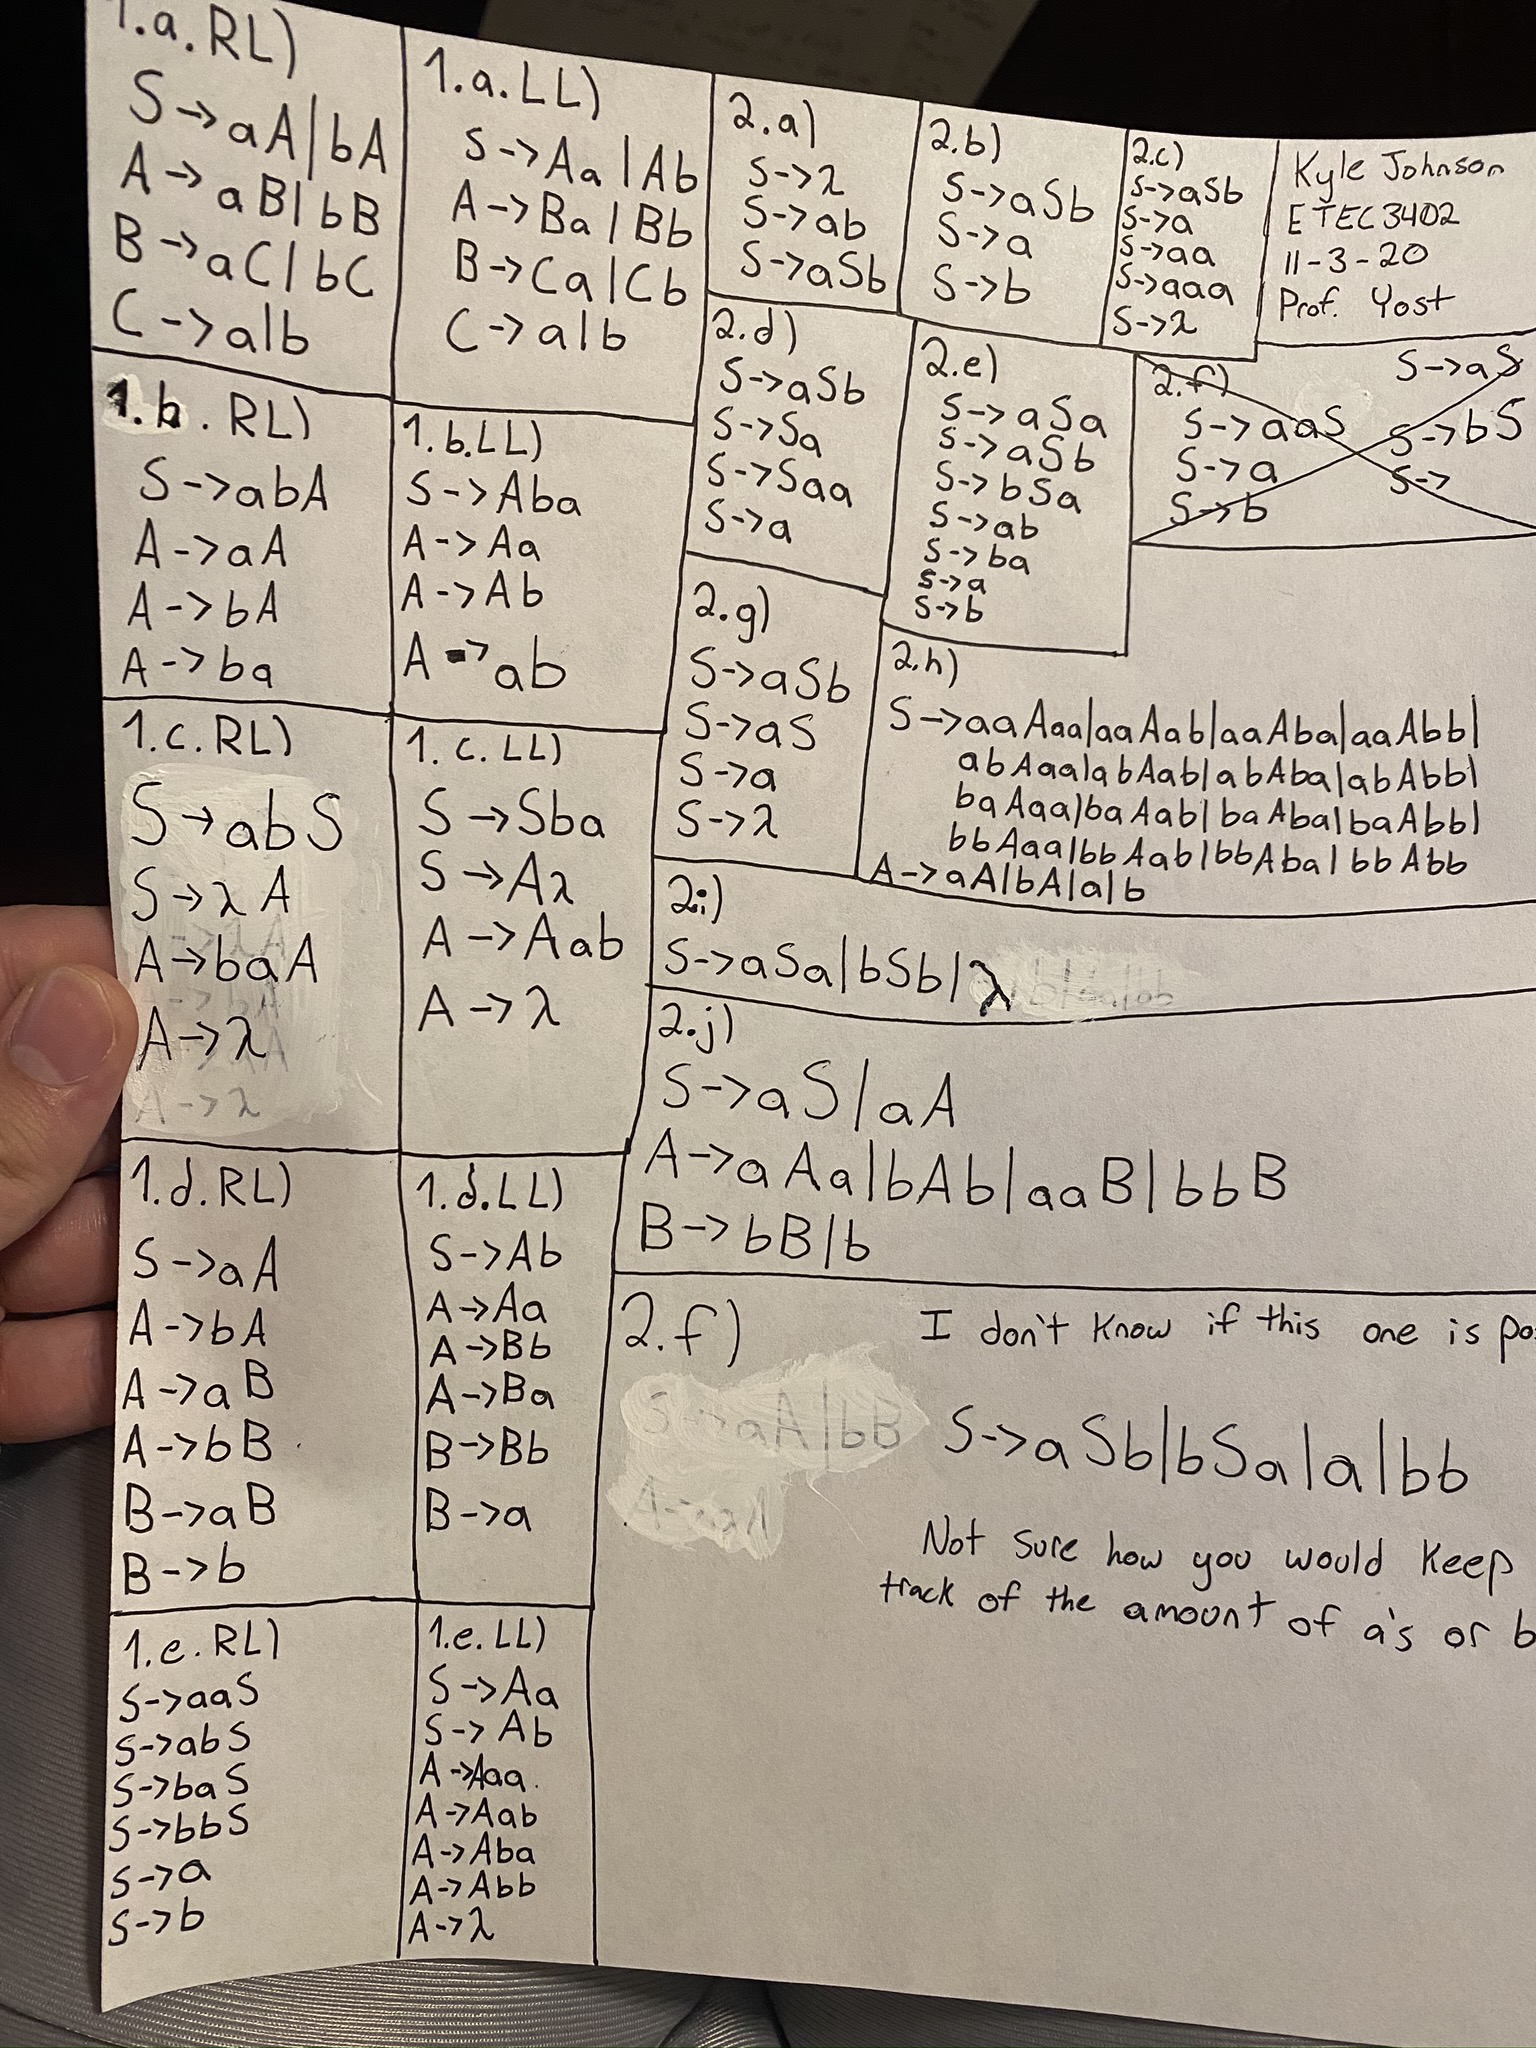 1.a.RL)
S->aA|bA
A->aB|bB
B->aC|bC
C->a|b
1.a.LL)
S->Aa|Ab
A->Ba|Bb
B->Ca|Cb
C->a|b
2.a)
S->λ
S->ab
S->aSb
2.b)
S->aSb
S->a
S->b
2.c)
S->aSb
S->a
S->aa
S->aaa
S->λ
Kyle Johnson
ETEC3402
11-3-20
Prof. Yost
1.b.RL)
S->abA
A->aA
A->bA
A->ba
1.b.LL)
S->Aba
A->Aa
A->Ab
A->ab
2.d)
S->aSb
S->Sa
S->Saa
S->a
2.e)
S->aSa
S->aSb
S->bSa
S->ab
S->ba
S->a
S->b
2.f)
S->aaS
S->a
S->b
S->aS
S->bS
S->
1.c.RL)
S->abS
S->λA
A->baA
A->λ
A->λ
1.c.LL)
S->Sba
S->Aλ
A->Aab
A->λ
2.g)
S->aSb
S->aS
S->a
S->λ
2.h)
S->aaAaa|aaAab|aaAba|aaAbb|
abAaa|abAab|abAba|abAbb|
baAaa|baAab|baAba|baAbb|
bbAaa|bbAab|bbAba|bbAbb
A->aA|bA|a|b
2.i)
S->aSa|bSb|λ
2.j)
S->aS|aA
A->aAa|bAb|aaB|bbB
B->bB|b
1.d.RL)
S->aA
A->bA
A->aB
A->bB
B->aB
B->b
1.d.LL)
S->Ab
A->Aa
A->Bb
A->Ba
B->Bb
B->a
2.f)
S->aA|bB
I don't know if this one is
S->aSb|bSa|a|bb
Not sure how you would keep
track of the amount of a's or b
1.e.RL)
S->aaS
S->abS
S->baS
S->bbS
S->a
S->b
1.e.LL)
S->Aa
S->Ab
A->Aaa
A->Aab
A->Aba
A->Abb
A->λ